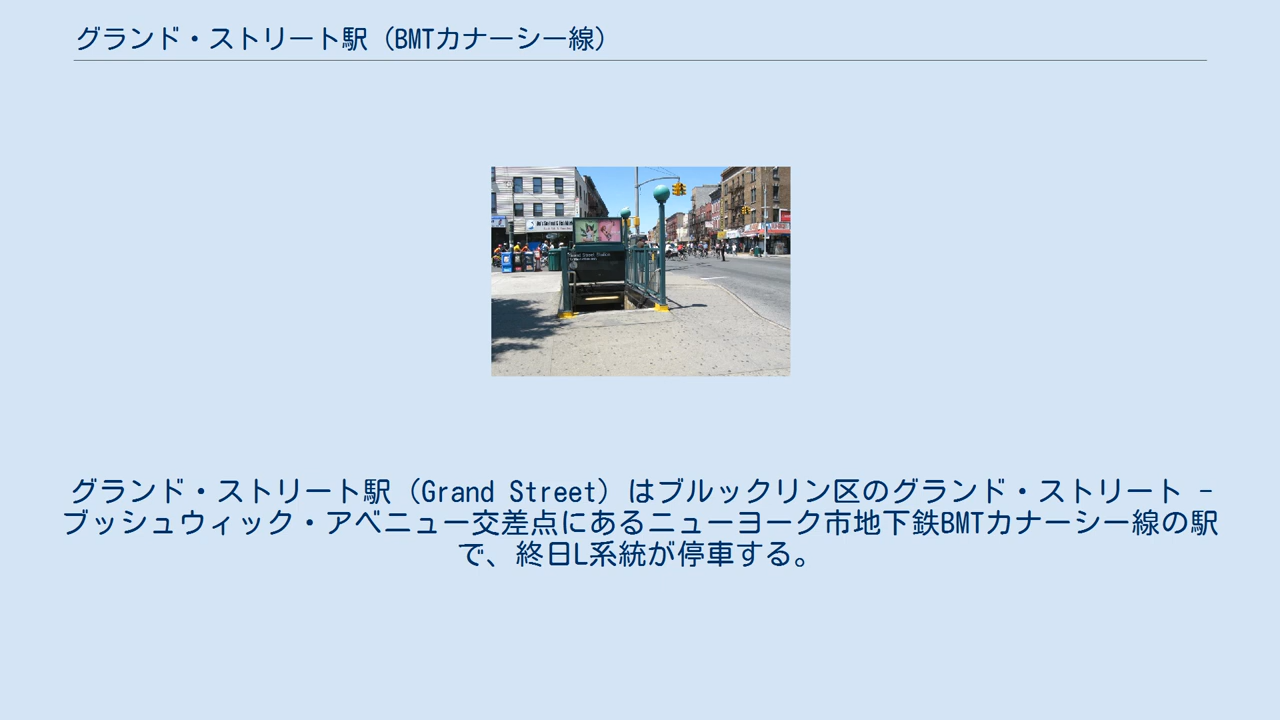 グランド・ストリート駅（BMTカナーシー線）
グランド・ストリート駅（Grand Street）はブルックリン区のグランド・ストリート -
ブッシュウィック・アベニュー交差点にあるニューヨーク市地下鉄BMTカナーシー線の駅
で、終日L系統が停車する。